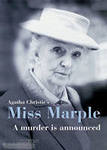 Agatha Christie's
Miss Marple
A murder is announced